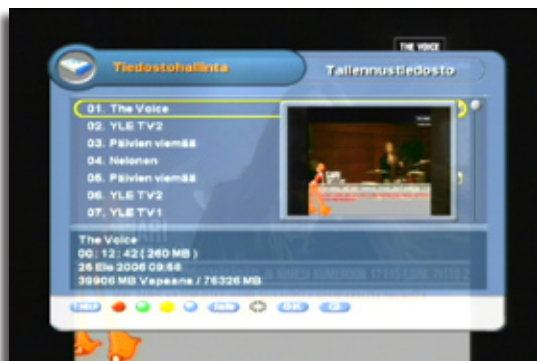 THE VOICE
Tiedostohallinta
Tallennustiedosto
01. The Voice
02. YLE TV2
03. Päivien viemää
04. Nelonen
05. Päivien viemää
06. YLE TV2
07. YLE TV1
The Voice
00:12:42 ( 260 MB )
26 Elo 2006 09:58
39906 MB Vapaana / 76326 MB
Info
OK